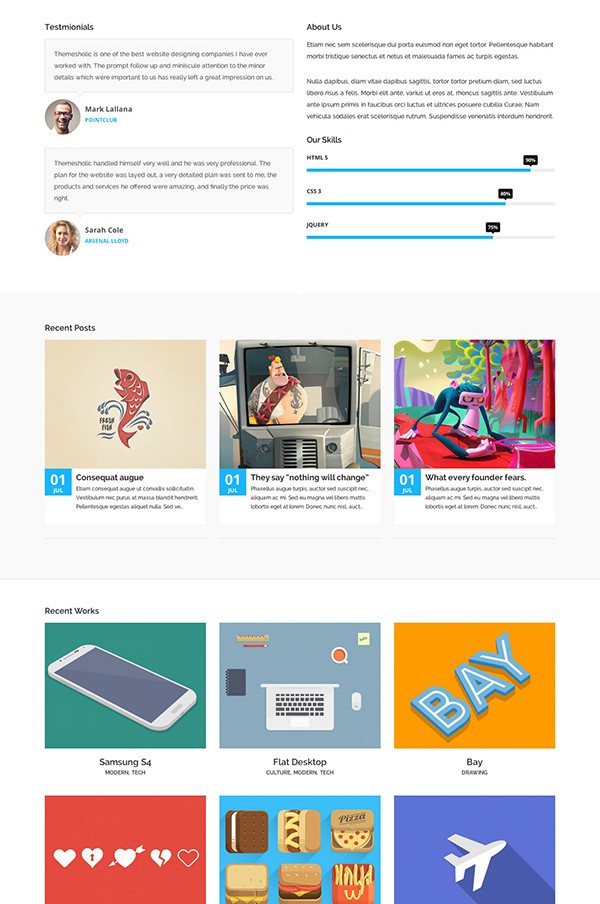 Testmionials
Themesholic is one of the best website designing companies I have ever
worked with. The prompt follow up and miniscule attention to the minor
details which were important to us has really left a great impression on us.
Mark Lallana
POINTCLUB
Themesholic handled himself very well and he was very professional. The
plan for the website was layed out, a very detailed plan was sent to me, the
products and services he offered were amazing, and finally the price was
right.
Sarah Cole
ARSENAL LLOYD
About Us
Etiam nec sem scelerisque dui porta euismod non eget tortor. Pellentesque habitant
morbi tristique senectus et netus et malesuada fames ac turpis egestas.
Nulla dapibus, diam vitae dapibus sagittis, tortor tortor pretium diam, sed luctus
libero risus a felis. Morbi elit ante, varius ut eros at, rhoncus sagittis ante. Vestibulum
ante ipsum primis in faucibus orci luctus et ultrices posuere cubilia Curae; Nam
vehicula sodales erat scelerisque rutrum. Suspendisse venenatis interdum hendrerit.
Our Skills
HTML 5
90%
CSS 3
80%
JQUERY
75%
Recent Posts
FRESH
FISH
01
JUL
Consequat augue
Etiam consequat augue ut convallis sollicitudin.
Vestibulum nec purus at massa blandit hendrerit.
Pellentesque egestas aliquet nulla. Sed ve...
01
JUL
They say "nothing will change"
Phasellus augue turpis, auctor sed suscipit nec,
aliquam ac mi. Sed eu magna vel libero mattis
lobortis eget at lorem. Donec nunc nisl, auct...
01
JUL
What every founder fears.
Phasellus augue turpis, auctor sed suscipit nec,
aliquam ac mi. Sed eu magna vel libero mattis
lobortis eget at lorem. Donec nunc nisl, auct...
Recent Works
Samsung S4
MODERN, TECH
Flat Desktop
CULTURE, MODERN, TECH
BAY
Bay
DRAWING
Pizza